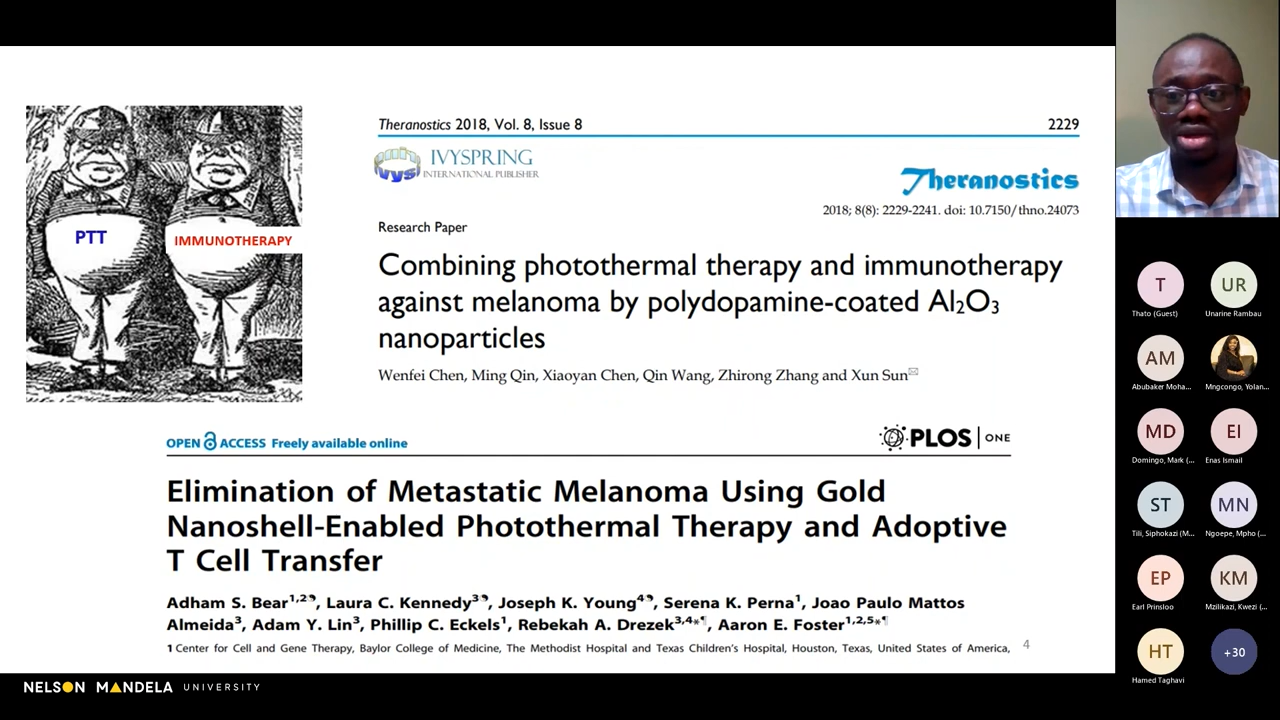 PTT
IMMUNOTHERAPY
Theranostics 2018, Vol. 8, Issue 8
2229
IVYSPRING
INTERNATIONAL PUBLISHER
Theranostics
2018; 8(8): 2229-2241. doi: 10.7150/thno.24073
Research Paper
Combining photothermal therapy and immunotherapy
against melanoma by polydopamine-coated Al₂O₃
nanoparticles
Wenfei Chen, Ming Qin, Xiaoyan Chen, Qin Wang, Zhirong Zhang and Xun Sun
OPEN ACCESS Freely available online
PLOS | ONE
Elimination of Metastatic Melanoma Using Gold
Nanoshell-Enabled Photothermal Therapy and Adoptive
T Cell Transfer
Adham S. Bear¹,²⁹, Laura C. Kennedy³⁹, Joseph K. Young⁴⁹, Serena K. Perna¹, Joao Paulo Mattos
Almeida³, Adam Y. Lin³, Phillip C. Eckels¹, Rebekah A. Drezek³,⁴*¶, Aaron E. Foster¹,²,⁵*¶
1 Center for Cell and Gene Therapy, Baylor College of Medicine, The Methodist Hospital and Texas Children's Hospital, Houston, Texas, United States of America,
4
NELSON MANDELA UNIVERSITY
T
Thato (Guest)
UR
Unarine Rambau
AM
Abubaker Moha...
Mngcongo, Yolan...
MD
Domingo, Mark (...
EI
Enas Ismail
ST
Tili, Siphokazi (M...
MN
Ngoepe, Mpho (...
EP
Earl Prinsloo
KM
Mzilikazi, Kwezi (...
HT
Hamed Taghavi
+30